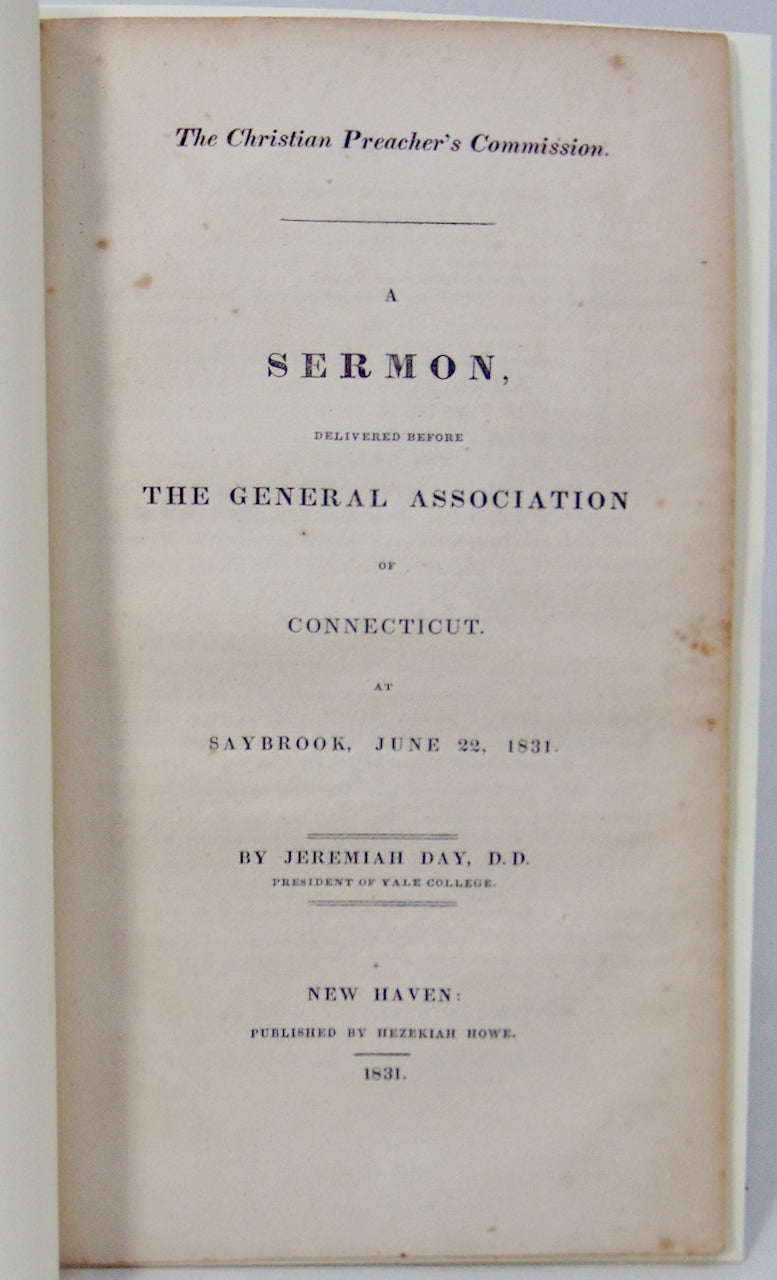 The Christian Preacher's Commission.
A
SERMON,
DELIVERED BEFORE
THE GENERAL ASSOCIATION
OF
CONNECTICUT.
AT
SAYBROOK, JUNE 22, 1831.
BY JEREMIAH DAY, D. D.
PRESIDENT OF YALE COLLEGE.
NEW HAVEN:
PUBLISHED BY HEZEKIAH HOWE.
1831.